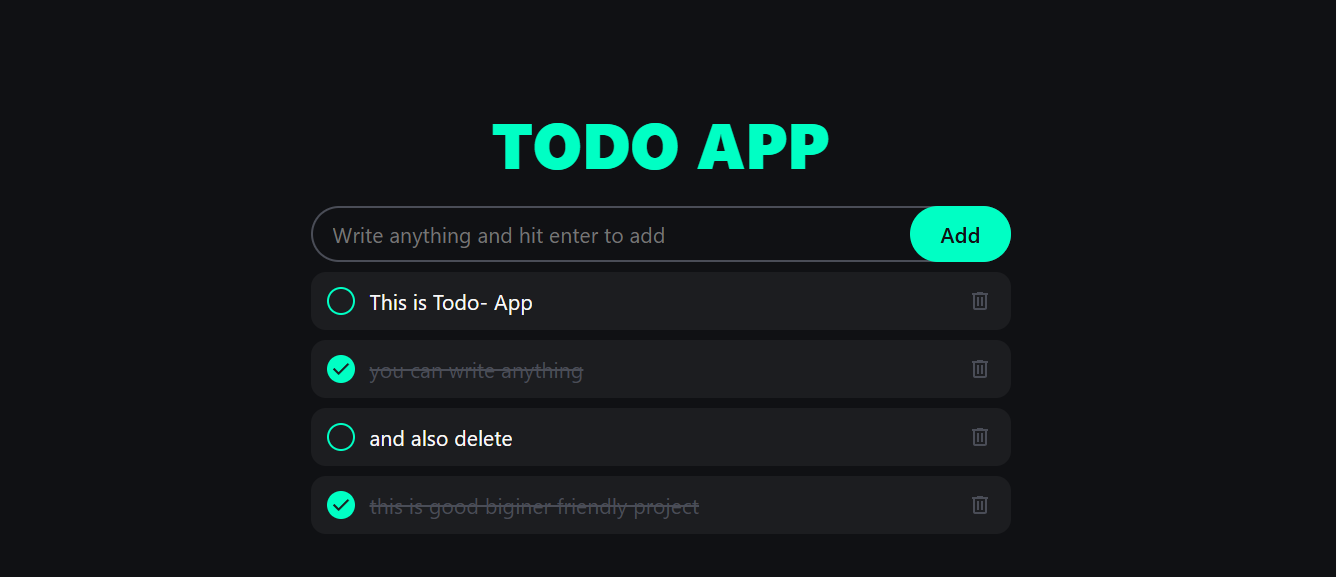 TODO APP
Write anything and hit enter to add
Add
This is Todo- App
you can write anything
and also delete
this is good biginer friendly project